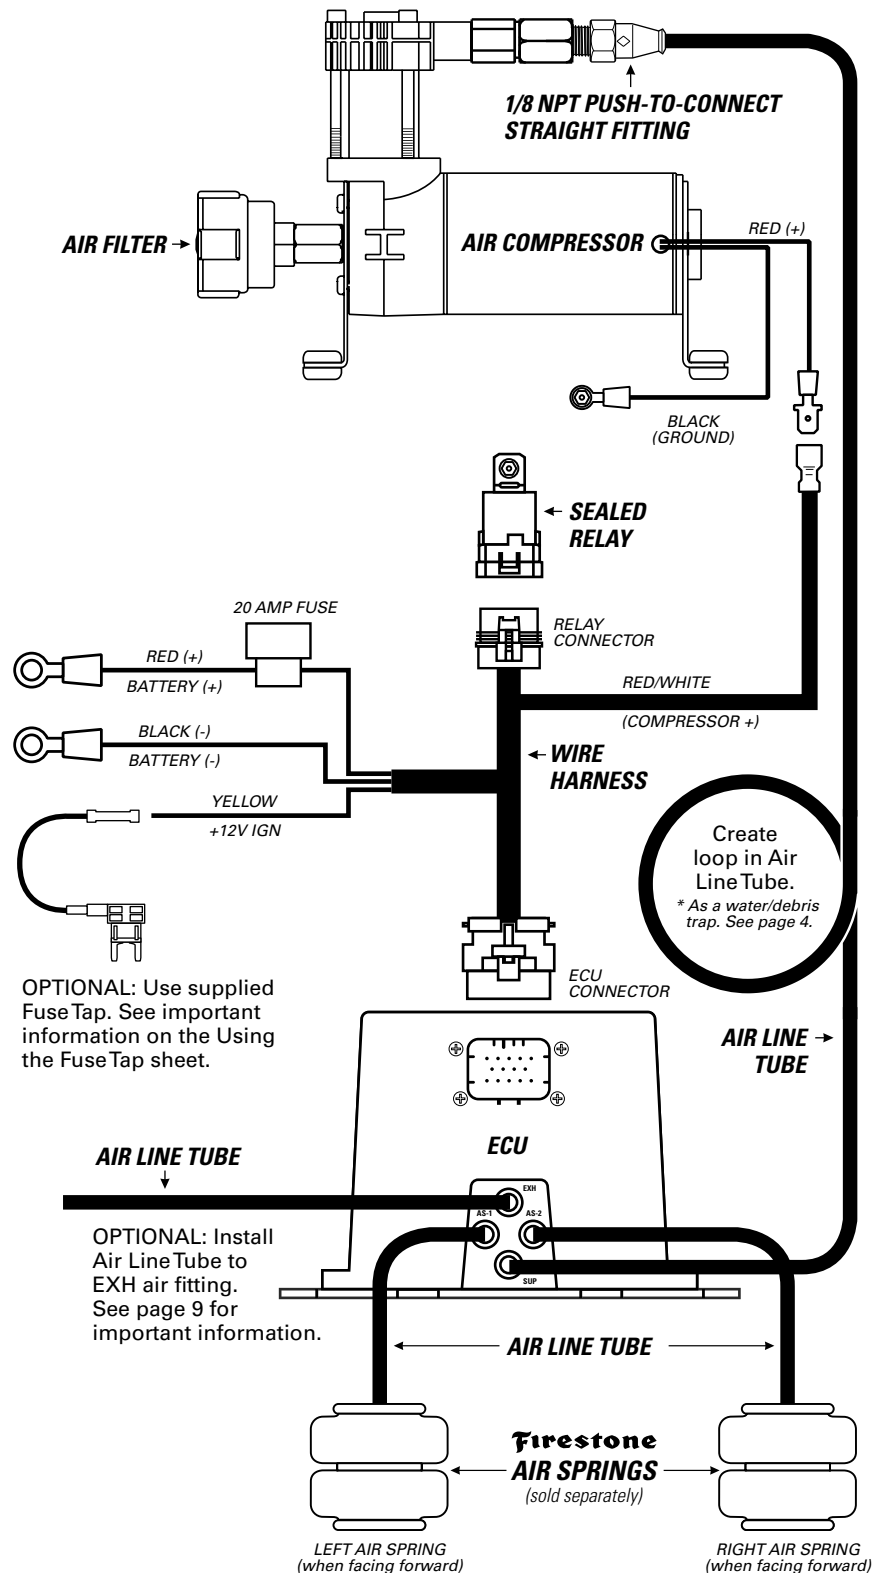 1/8 NPT PUSH-TO-CONNECT
STRAIGHT FITTING
AIR FILTER
AIR COMPRESSOR
RED (+)
BLACK
(GROUND)
SEALED
RELAY
20 AMP FUSE
RELAY
CONNECTOR
RED (+)
BATTERY (+)
RED/WHITE
(COMPRESSOR +)
BLACK (-)
BATTERY (-)
WIRE
HARNESS
YELLOW
+12V IGN
Create
loop in Air
Line Tube.
* As a water/debris
trap. See page 4.
OPTIONAL: Use supplied
Fuse Tap. See important
information on the Using
the Fuse Tap sheet.
ECU
CONNECTOR
AIR LINE
TUBE
ECU
AIR LINE TUBE
EXH
AS-1
AS-2
SUP
OPTIONAL: Install
Air Line Tube to
EXH air fitting.
See page 9 for
important information.
AIR LINE TUBE
Firestone
AIR SPRINGS
(sold separately)
LEFT AIR SPRING
(when facing forward)
RIGHT AIR SPRING
(when facing forward)